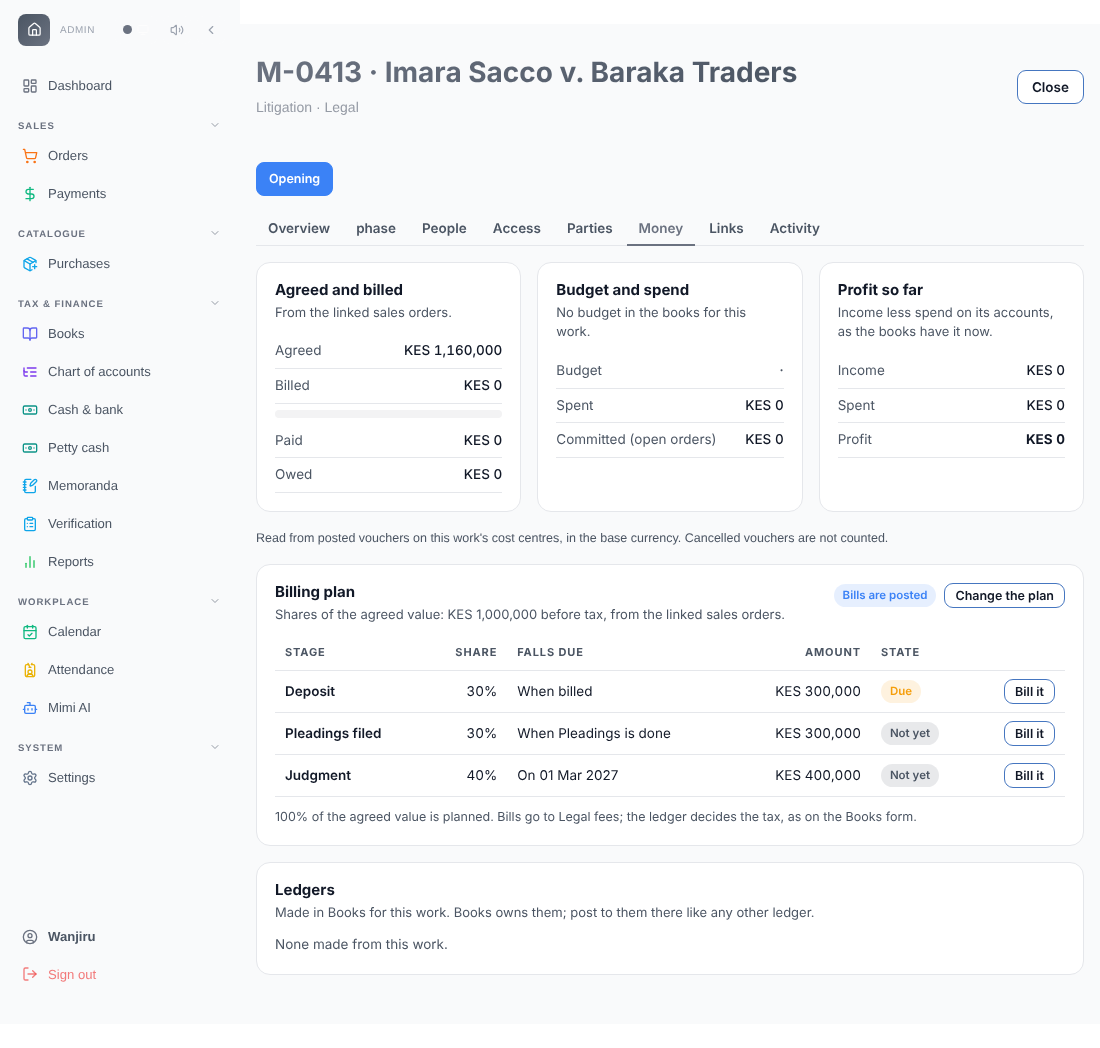 ADMIN
Dashboard
SALES
Orders
Payments
CATALOGUE
Purchases
TAX & FINANCE
Books
Chart of accounts
Cash & bank
Petty cash
Memoranda
Verification
Reports
WORKPLACE
Calendar
Attendance
Mimi AI
SYSTEM
Settings
Wanjiru
Sign out
M-0413 · Imara Sacco v. Baraka Traders
Litigation · Legal
Close
Opening
Overview phase People Access Parties Money Links Activity
Agreed and billed
From the linked sales orders.
Agreed KES 1,160,000
Billed KES 0
Paid KES 0
Owed KES 0
Budget and spend
No budget in the books for this
work.
Budget ·
Spent KES 0
Committed (open orders) KES 0
Profit so far
Income less spend on its accounts,
as the books have it now.
Income KES 0
Spent KES 0
Profit KES 0
Read from posted vouchers on this work's cost centres, in the base currency. Cancelled vouchers are not counted.
Billing plan
Shares of the agreed value: KES 1,000,000 before tax, from the linked sales orders.
Bills are posted Change the plan
STAGE SHARE FALLS DUE AMOUNT STATE
Deposit 30% When billed KES 300,000 Due Bill it
Pleadings filed 30% When Pleadings is done KES 300,000 Not yet Bill it
Judgment 40% On 01 Mar 2027 KES 400,000 Not yet Bill it
100% of the agreed value is planned. Bills go to Legal fees; the ledger decides the tax, as on the Books form.
Ledgers
Made in Books for this work. Books owns them; post to them there like any other ledger.
None made from this work.